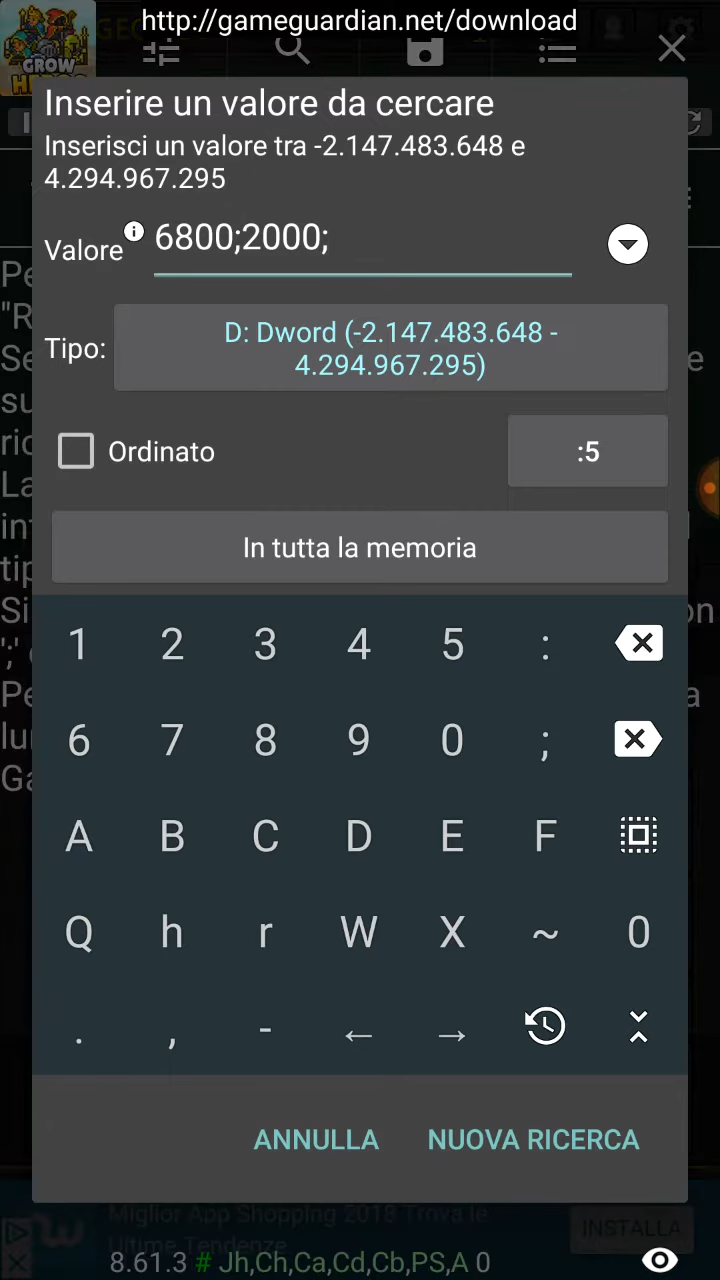 http://gameguardian.net/download
GROW
Inserire un valore da cercare
Inserisci un valore tra -2.147.483.648 e
4.294.967.295
Valore 6800;2000;
Tipo: D: Dword (-2.147.483.648 -
4.294.967.295)
Ordinato :5
In tutta la memoria
1 2 3 4 5 :
6 7 8 9 0 ;
A B C D E F
Q h r W X ~ 0
. , - ← →
ANNULLA NUOVA RICERCA
Miglior App Shopping 2018 Trova le
Ultime Tendenze
INSTALLA
8.61.3 # Jh,Ch,Ca,Cd,Cb,PS,A 0